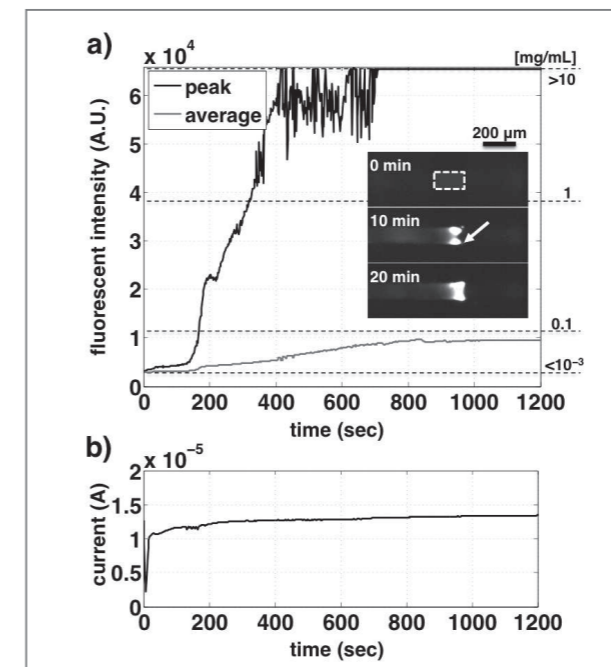 a)
x 10⁴
[mg/mL]
>10
6
peak
average
5
200 μm
0 min
4
1
3
10 min
2
20 min
1
0.1
<10⁻³
0
0 200 400 600 800 1000 1200
fluorescent intensity (A.U.)
time (sec)
b)
x 10⁻⁵
2
1.5
1
0.5
0
0 200 400 600 800 1000 1200
current (A)
time (sec)